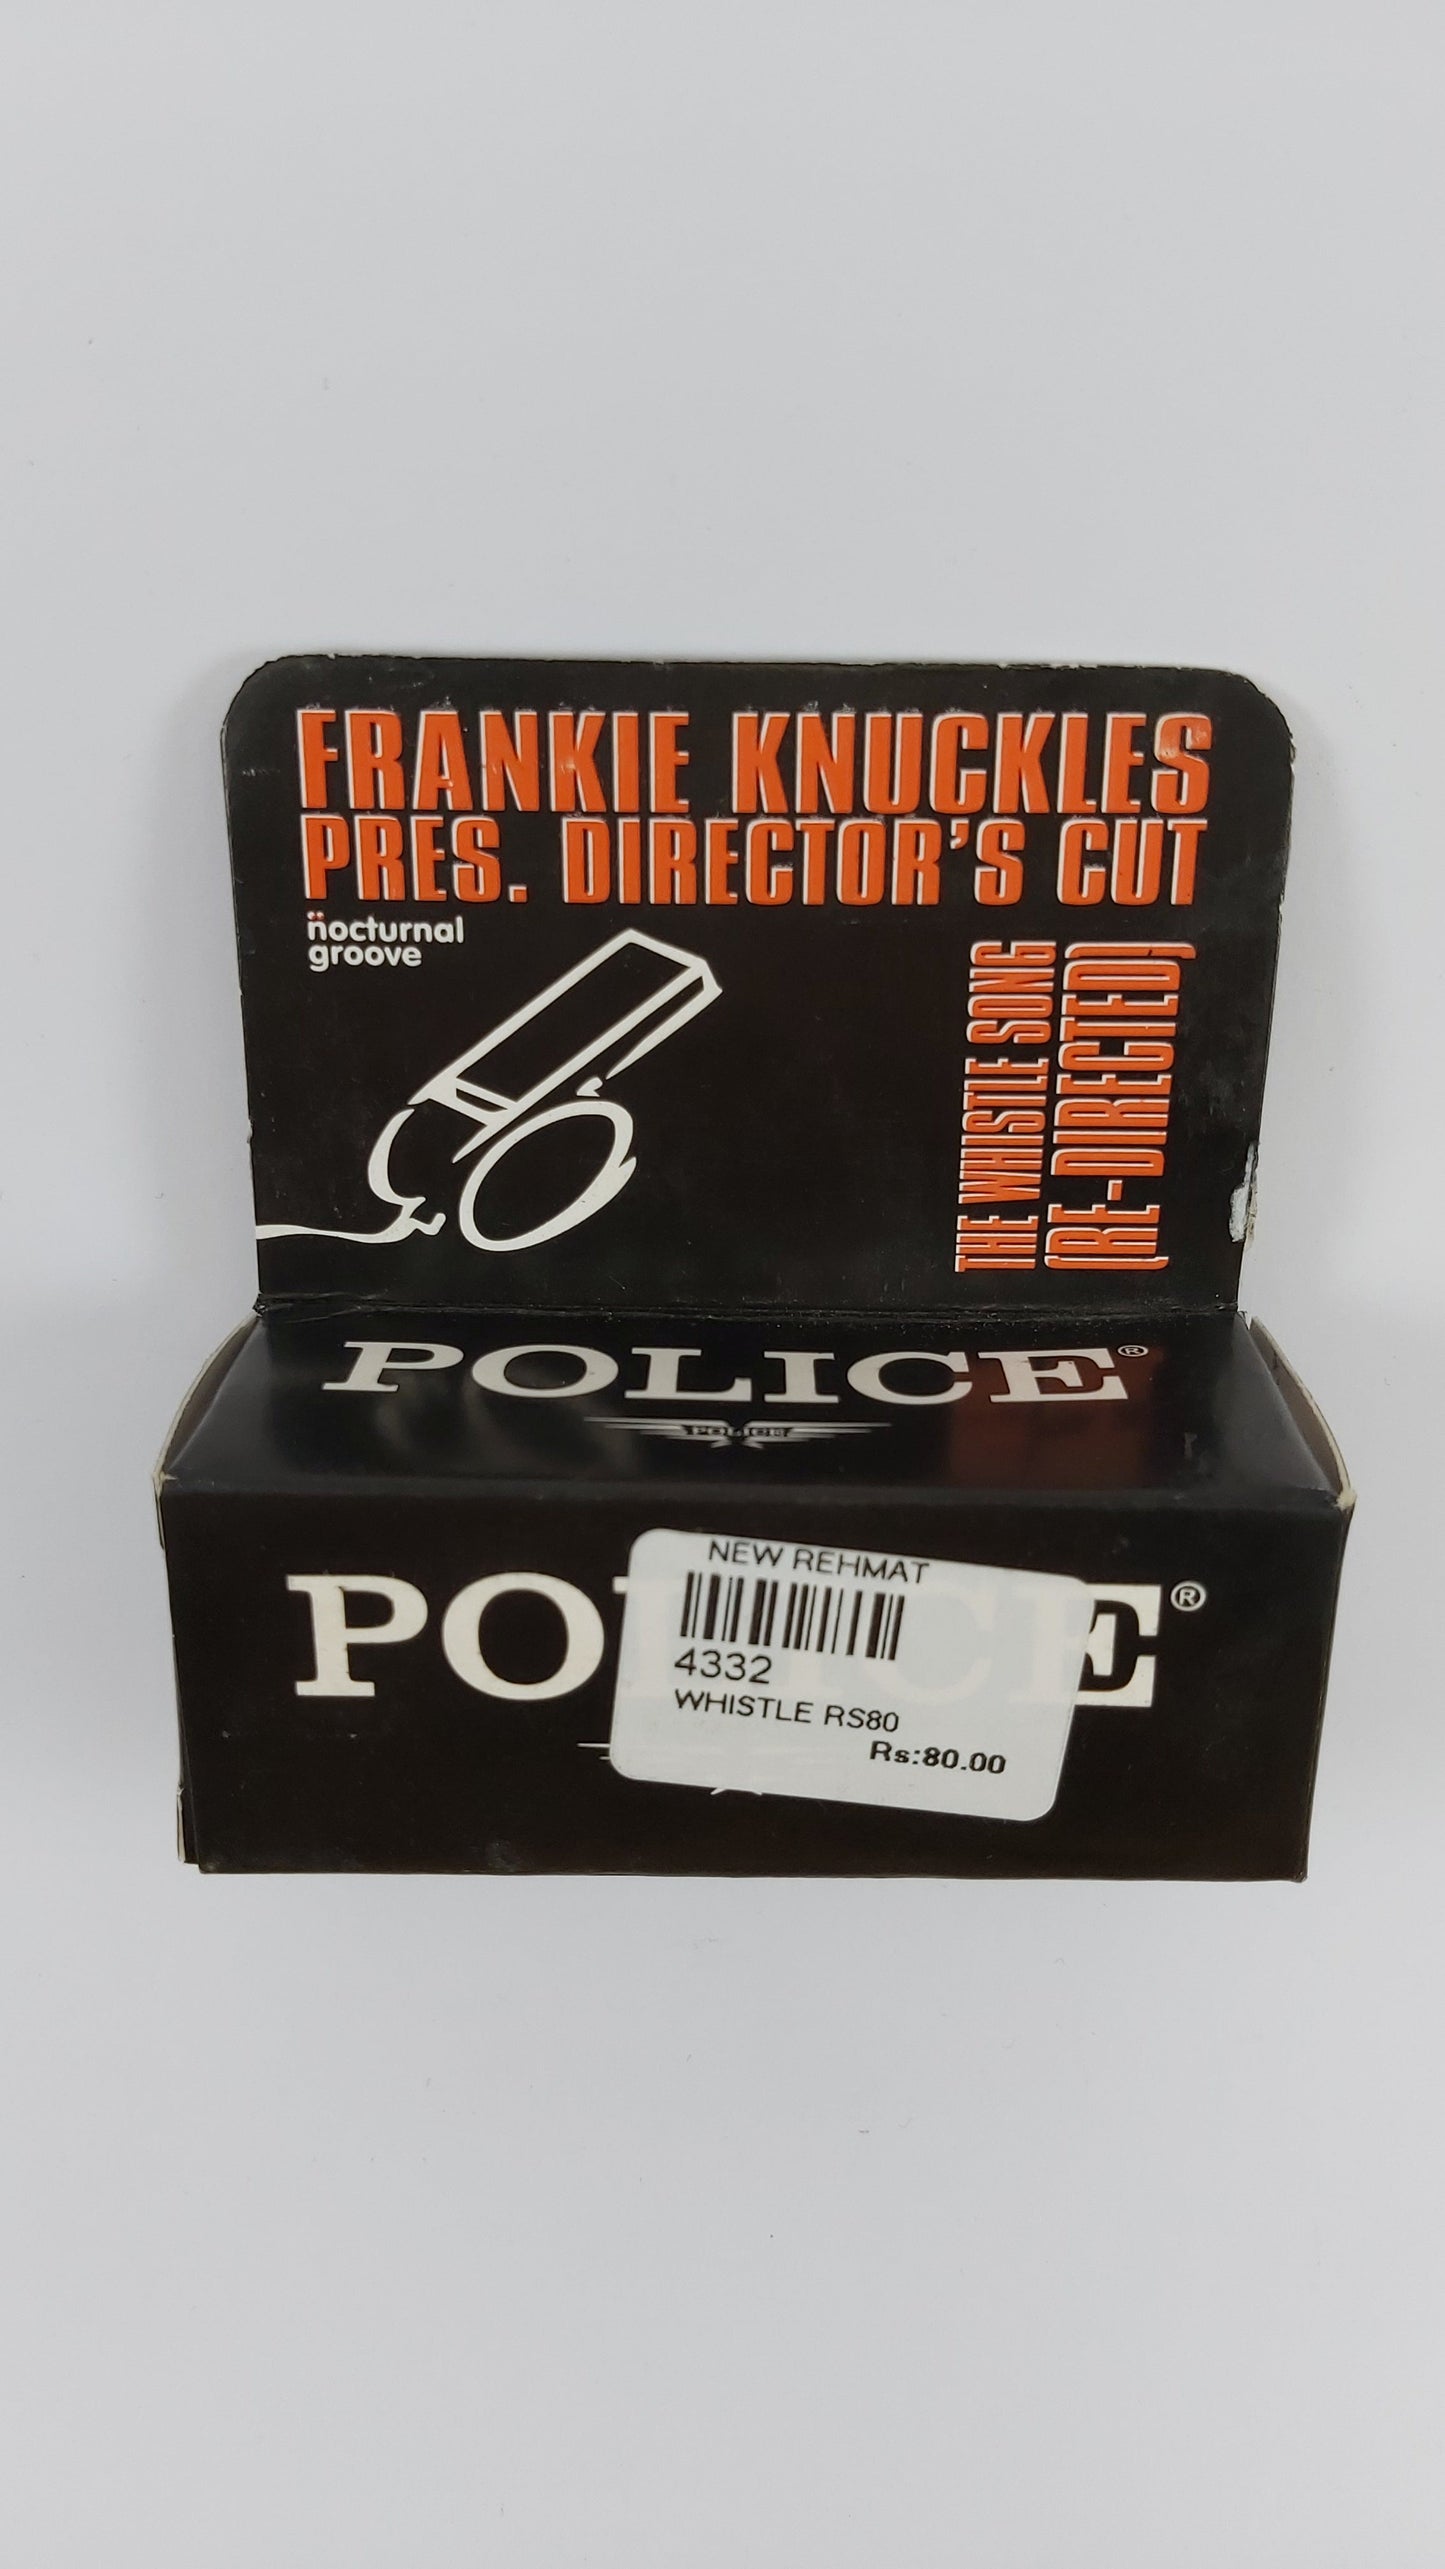 FRANKIE KNUCKLES
PRES. DIRECTOR'S CUT
nocturnal
groove
THE WHISTLE SONG
(RE-DIRECTED)
POLICE®
POLICE
POLICE®
NEW REHMAT
4332
WHISTLE RS80
Rs:80.00